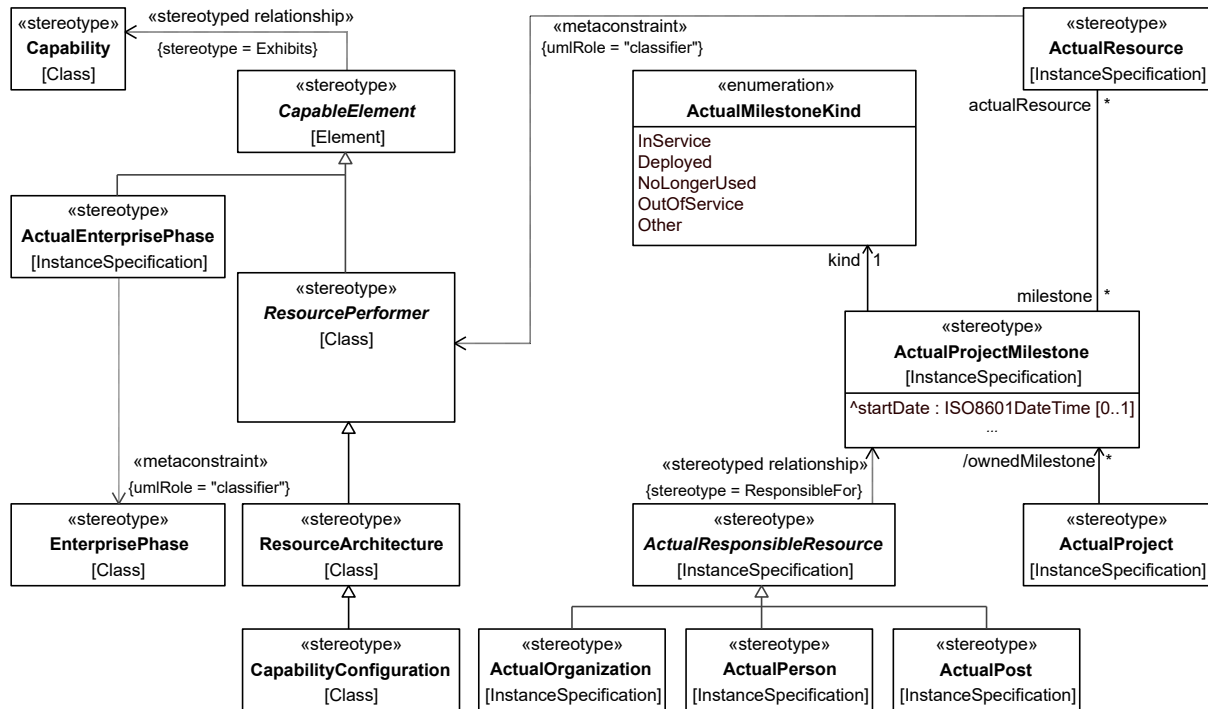 «stereotype»
Capability
[Class]
«stereotyped relationship»
{stereotype = Exhibits}
«metaconstraint»
{umlRole = "classifier"}
«stereotype»
ActualResource
[InstanceSpecification]
«stereotype»
CapableElement
[Element]
«enumeration»
ActualMilestoneKind
InService
Deployed
NoLongerUsed
OutOfService
Other
actualResource *
«stereotype»
ActualEnterprisePhase
[InstanceSpecification]
kind 1
«stereotype»
ResourcePerformer
[Class]
milestone *
«stereotype»
ActualProjectMilestone
[InstanceSpecification]
^startDate : ISO8601DateTime [0..1]
...
«metaconstraint»
{umlRole = "classifier"}
«stereotyped relationship»
{stereotype = ResponsibleFor}
/ownedMilestone *
«stereotype»
EnterprisePhase
[Class]
«stereotype»
ResourceArchitecture
[Class]
«stereotype»
ActualResponsibleResource
[InstanceSpecification]
«stereotype»
ActualProject
[InstanceSpecification]
«stereotype»
CapabilityConfiguration
[Class]
«stereotype»
ActualOrganization
[InstanceSpecification]
«stereotype»
ActualPerson
[InstanceSpecification]
«stereotype»
ActualPost
[InstanceSpecification]